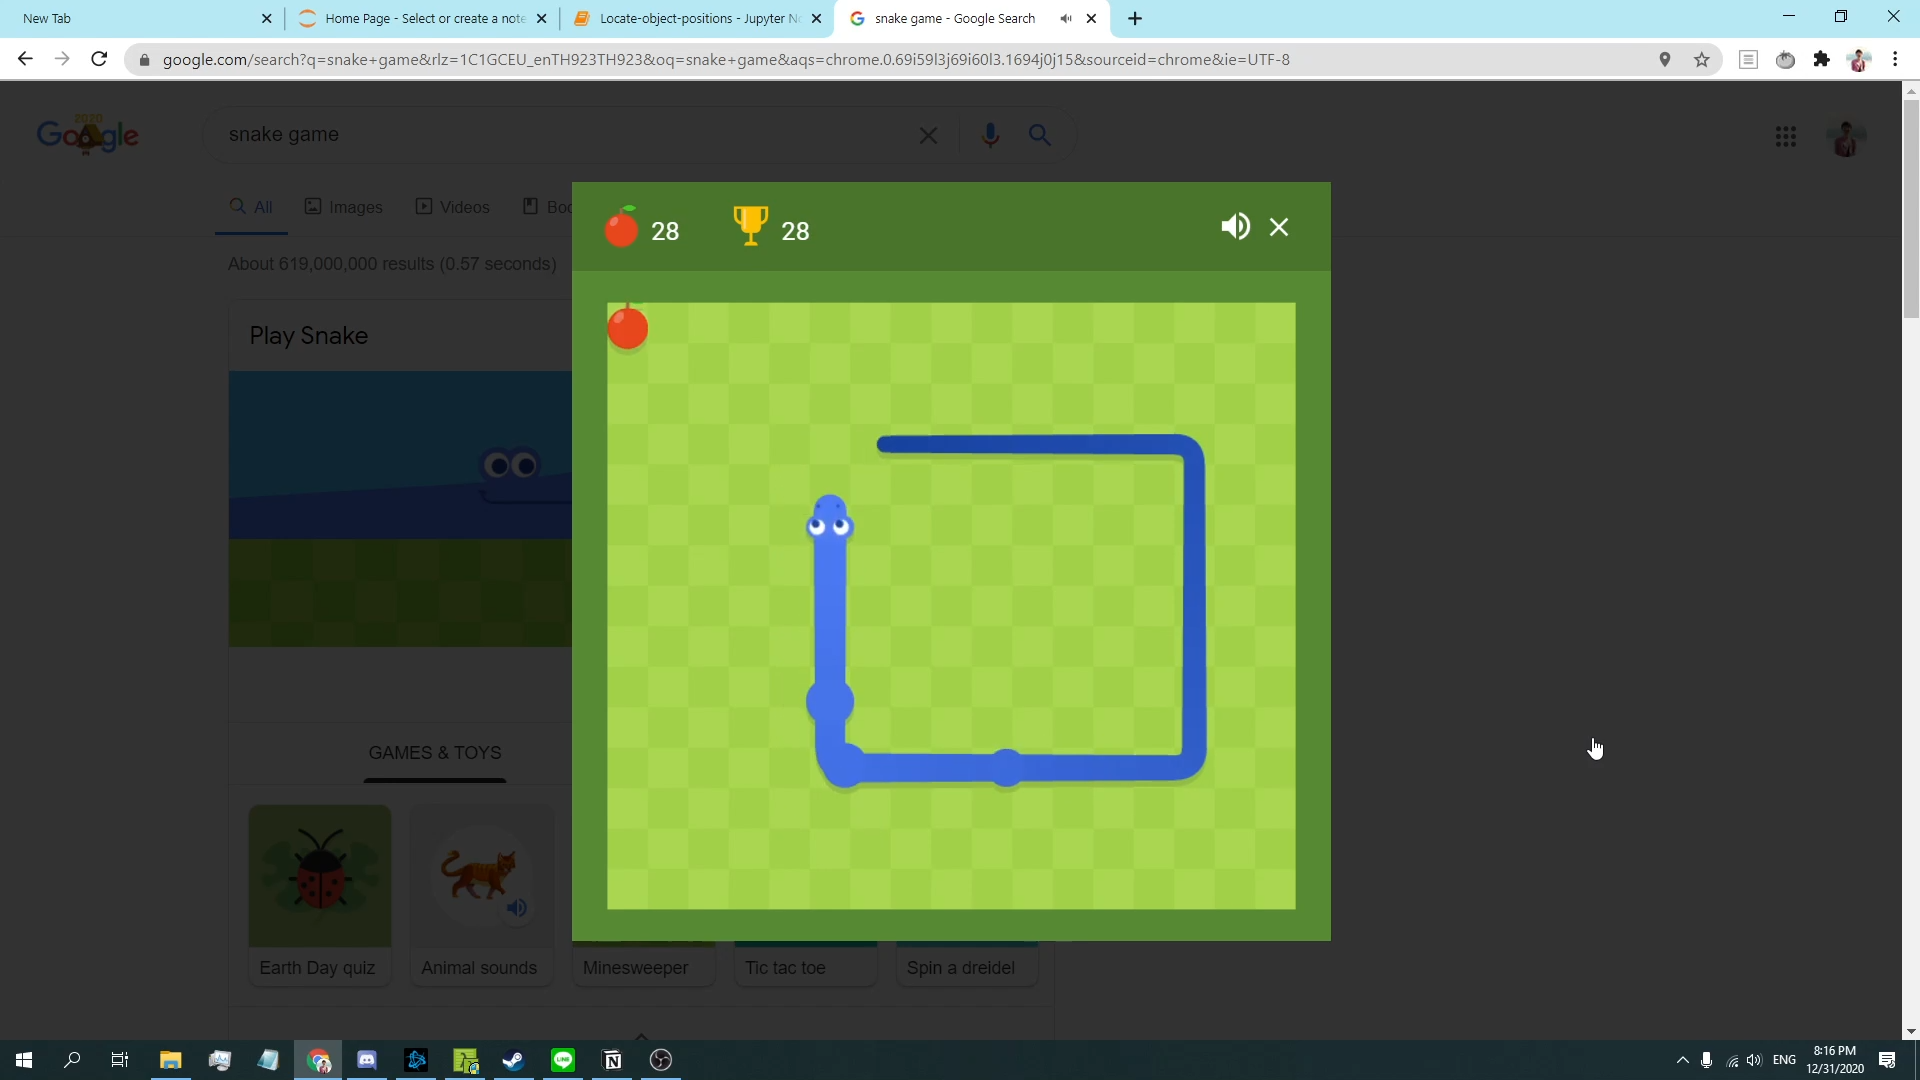 New Tab
Home Page - Select or create a note
Locate-object-positions - Jupyter No
snake game - Google Search
google.com/search?q=snake+game&rlz=1C1GCEU_enTH923TH923&oq=snake+game&aqs=chrome.0.69i59l3j69i60l3.1694j0j15&sourceid=chrome&ie=UTF-8
2020
Google
snake game
All
Images
Videos
Boo
28
28
About 619,000,000 results (0.57 seconds)
Play Snake
GAMES & TOYS
Earth Day quiz
Animal sounds
Minesweeper
Tic tac toe
Spin a dreidel
LINE
ENG
8:16 PM
12/31/2020